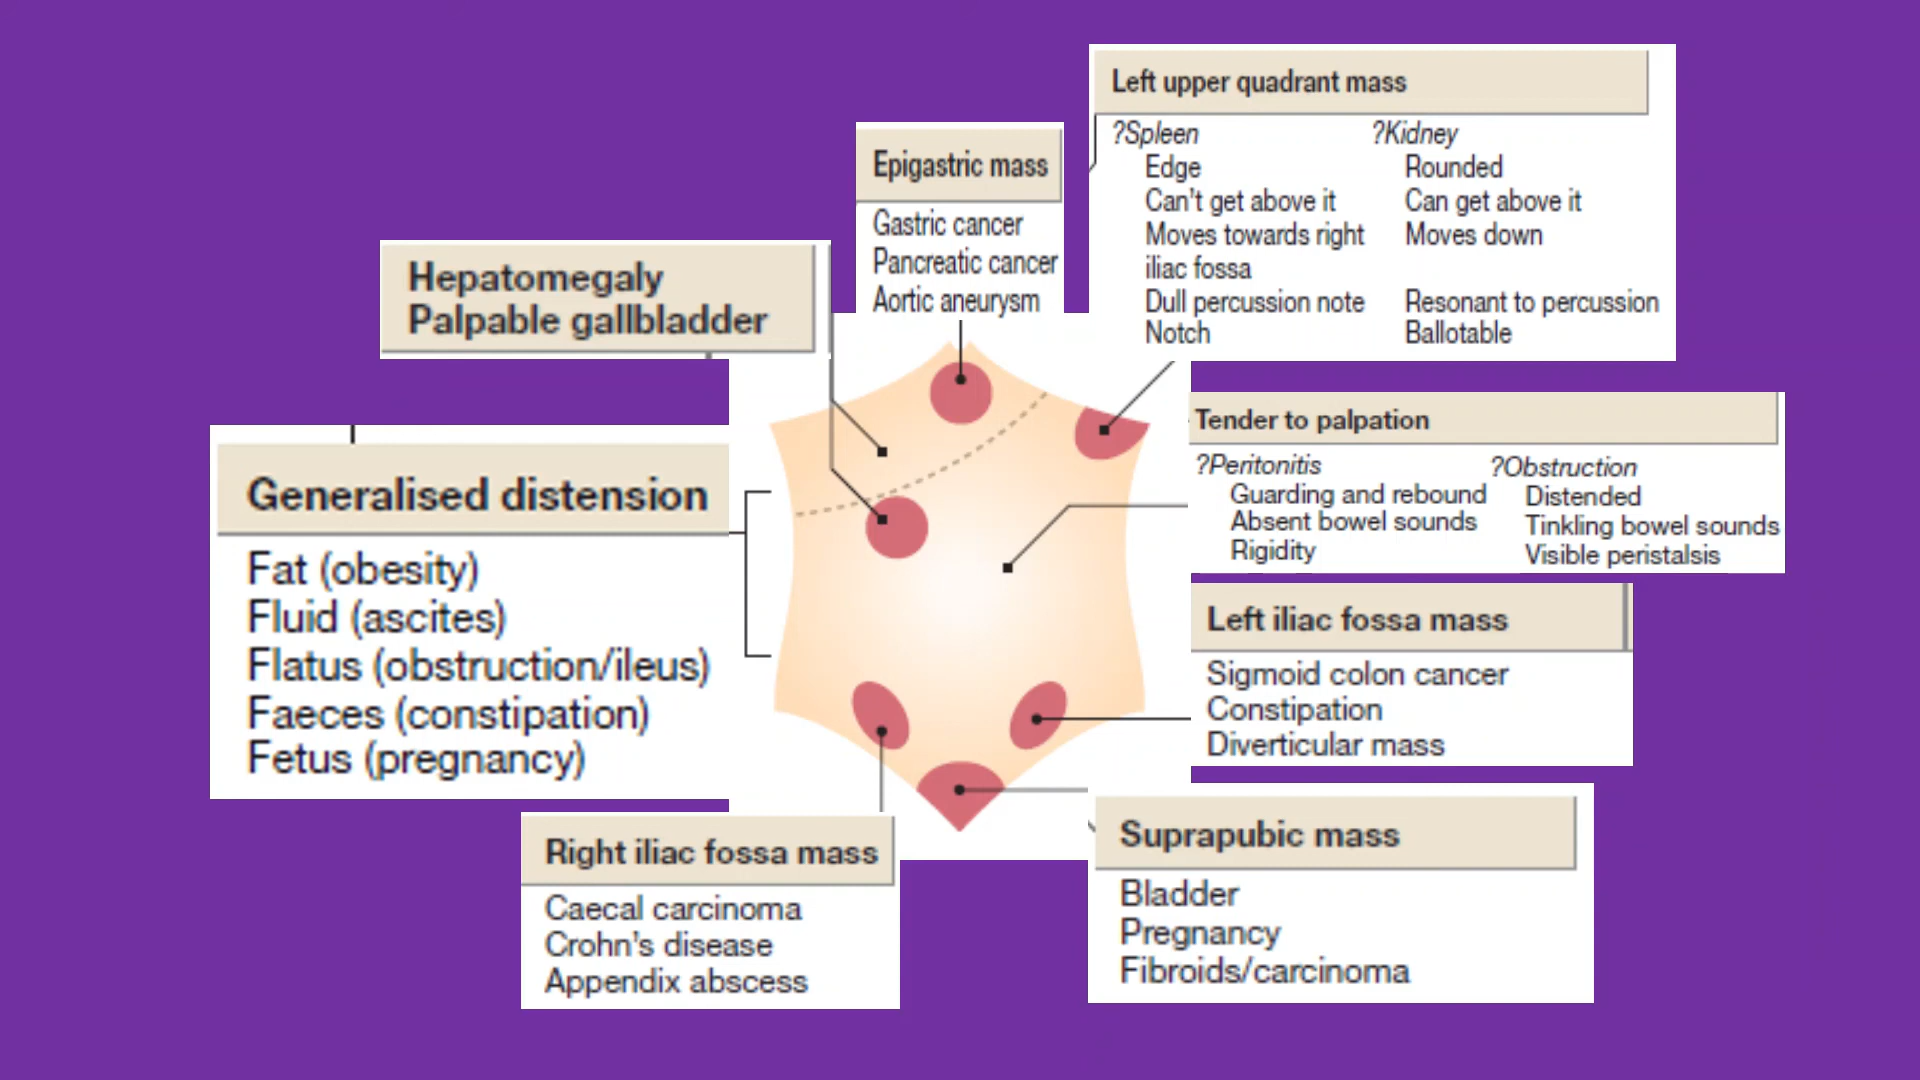 Left upper quadrant mass
?Spleen ?Kidney
Edge Rounded
Can't get above it Can get above it
Moves towards right Moves down
iliac fossa
Dull percussion note Resonant to percussion
Notch Ballotable
Epigastric mass
Gastric cancer
Pancreatic cancer
Aortic aneurysm
Hepatomegaly
Palpable gallbladder
Tender to palpation
?Peritonitis ?Obstruction
Guarding and rebound Distended
Absent bowel sounds Tinkling bowel sounds
Rigidity Visible peristalsis
Generalised distension
Fat (obesity)
Fluid (ascites)
Flatus (obstruction/ileus)
Faeces (constipation)
Fetus (pregnancy)
Left iliac fossa mass
Sigmoid colon cancer
Constipation
Diverticular mass
Right iliac fossa mass
Caecal carcinoma
Crohn's disease
Appendix abscess
Suprapubic mass
Bladder
Pregnancy
Fibroids/carcinoma